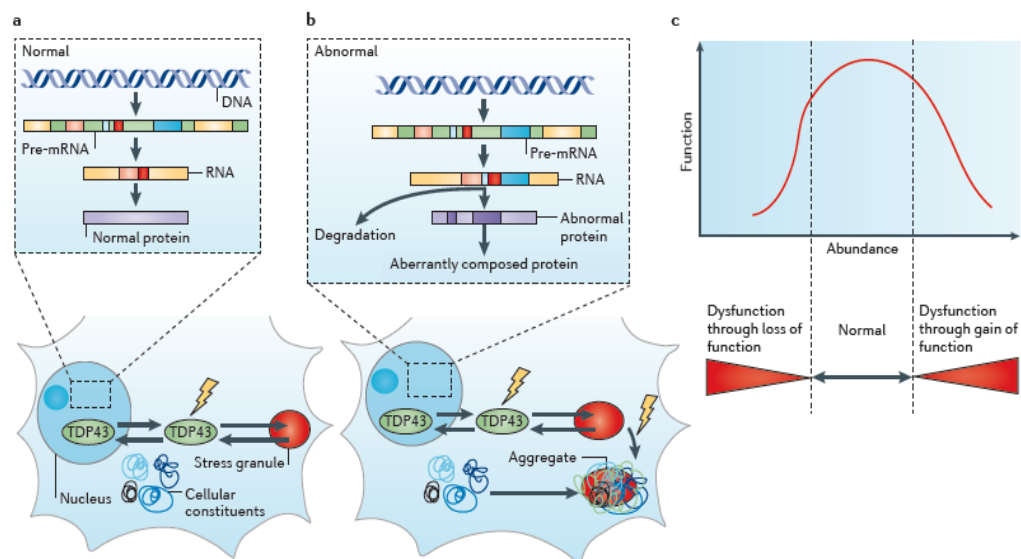 a
Normal
DNA
Pre-mRNA
RNA
Normal protein
TDP43
TDP43
Stress granule
Nucleus
Cellular
constituents
b
Abnormal
Pre-mRNA
RNA
Degradation
Abnormal
protein
Aberrantly composed protein
TDP43
TDP43
Aggregate
c
Function
Abundance
Dysfunction
through loss of
function
Normal
Dysfunction
through gain of
function